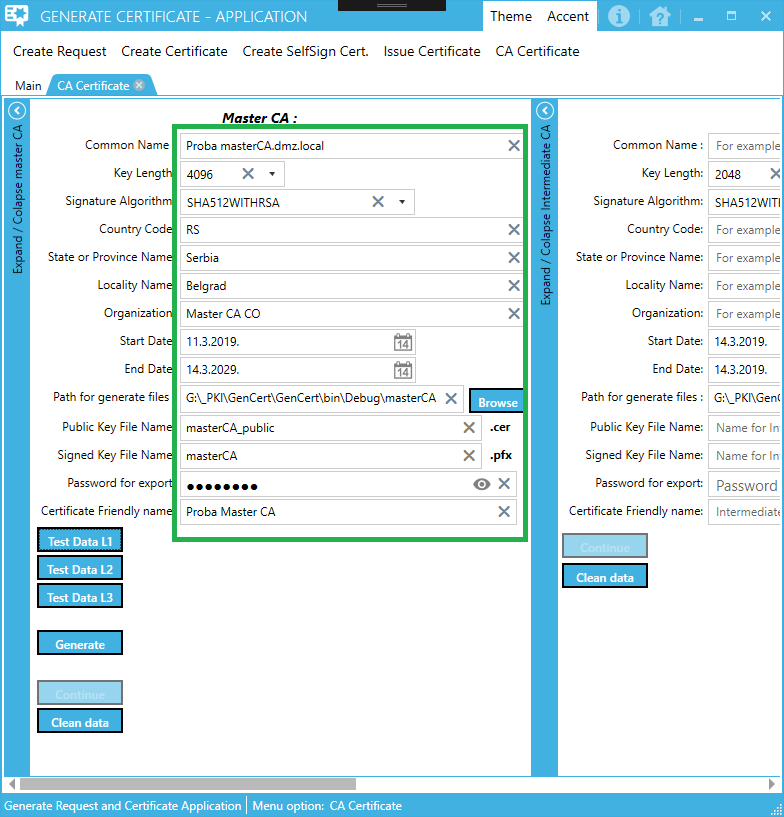 GENERATE CERTIFICATE - APPLICATION
Theme Accent
Create Request Create Certificate Create SelfSign Cert. Issue Certificate CA Certificate
Main CA Certificate
Expand / Colapse master CA
Master CA :
Common Name Proba masterCA.dmz.local
Key Length: 4096
Signature Algorithm SHA512WITHRSA
Country Code: RS
State or Province Name Serbia
Locality Name Belgrad
Organization Master CA CO
Start Date 11.3.2019.
14
End Date 14.3.2029.
14
Path for generate files : G:\_PKI\GenCert\GenCert\bin\Debug\masterCA Browse
Public Key File Name masterCA_public .cer
Signed Key File Name masterCA .pfx
Password for export ●●●●●●●●
Certificate Friendly name Proba Master CA
Test Data L1
Test Data L2
Test Data L3
Generate
Continue
Clean data
Expand / Colapse Intermediate CA
Common Name : For example
Key Length: 2048
Signature Algorithm: SHA512WITH
Country Code: For example
State or Province Name: For example
Locality Name: For example
Organization: For example
Start Date: 14.3.2019.
End Date: 14.3.2019.
Path for generate files : G:\_PKI\GenC
Public Key File Name: Name for Int
Signed Key File Name: Name for Int
Password for export: Password
Certificate Friendly name: Intermediate
Continue
Clean data
Generate Request and Certificate Application Menu option: CA Certificate